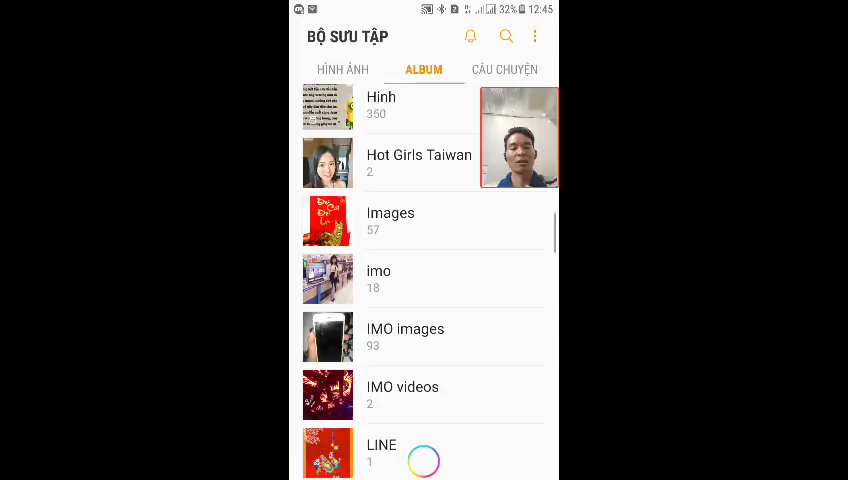 32% 12:45
BỘ SƯU TẬP
HÌNH ẢNH
ALBUM
CÂU CHUYỆN
Hinh
350
Hot Girls Taiwan
2
Images
57
imo
18
IMO images
93
IMO videos
2
LINE
1